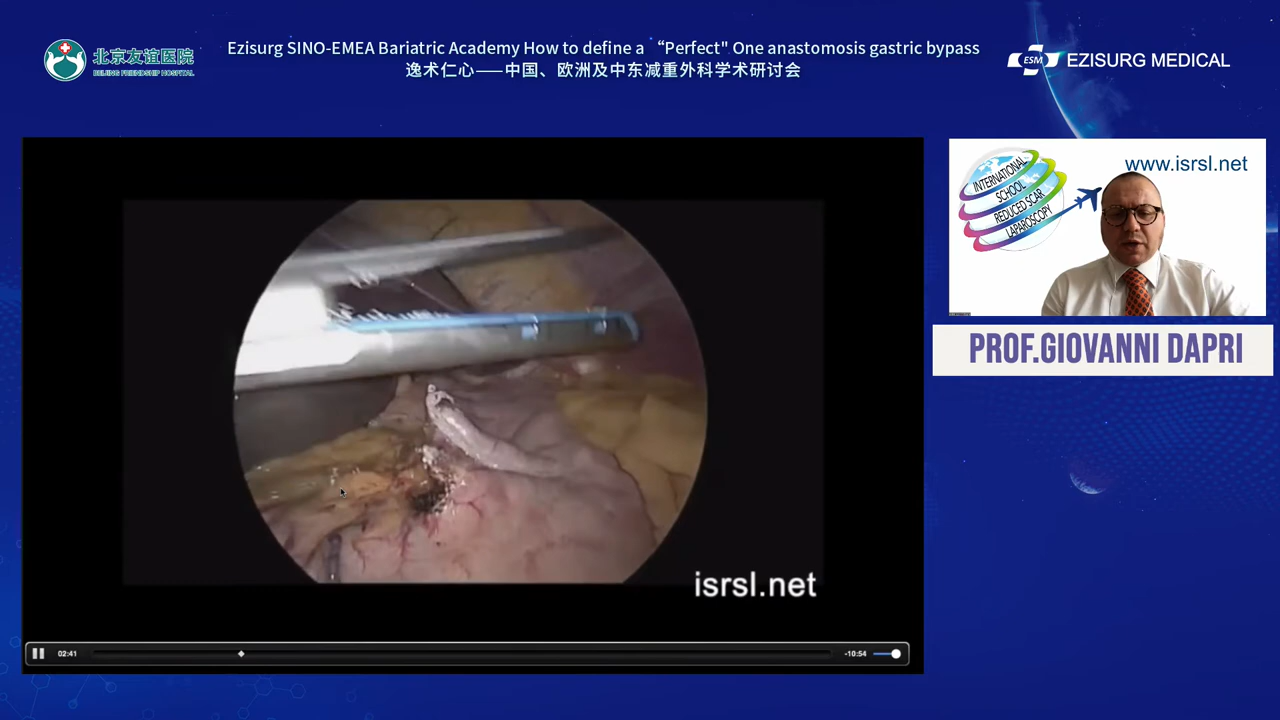 北京友谊医院
BEIJING FRIENDSHIP HOSPITAL
Ezisurg SINO-EMEA Bariatric Academy How to define a “Perfect" One anastomosis gastric bypass
逸术仁心——中国、欧洲及中东减重外科学术研讨会
ESM
EZISURG MEDICAL
www.isrsl.net
INTERNATIONAL
SCHOOL
REDUCED SCAR
LAPAROSCOPY
PROF.GIOVANNI DAPRI
isrsl.net
02:41
-10:54